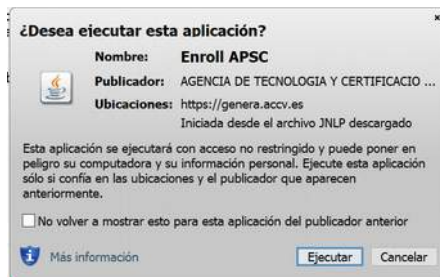 ¿Desea ejecutar esta aplicación?
Nombre: Enroll APSC
Publicador: AGENCIA DE TECNOLOGIA Y CERTIFICACIO ...
Ubicaciones: https://genera.accv.es
Iniciada desde el archivo JNLP descargado
Esta aplicación se ejecutará con acceso no restringido y puede poner en
peligro su computadora y su información personal. Ejecute esta aplicación
sólo si confía en las ubicaciones y el publicador que aparecen
anteriormente.
No volver a mostrar esto para esta aplicación del publicador anterior
Más información
Ejecutar
Cancelar